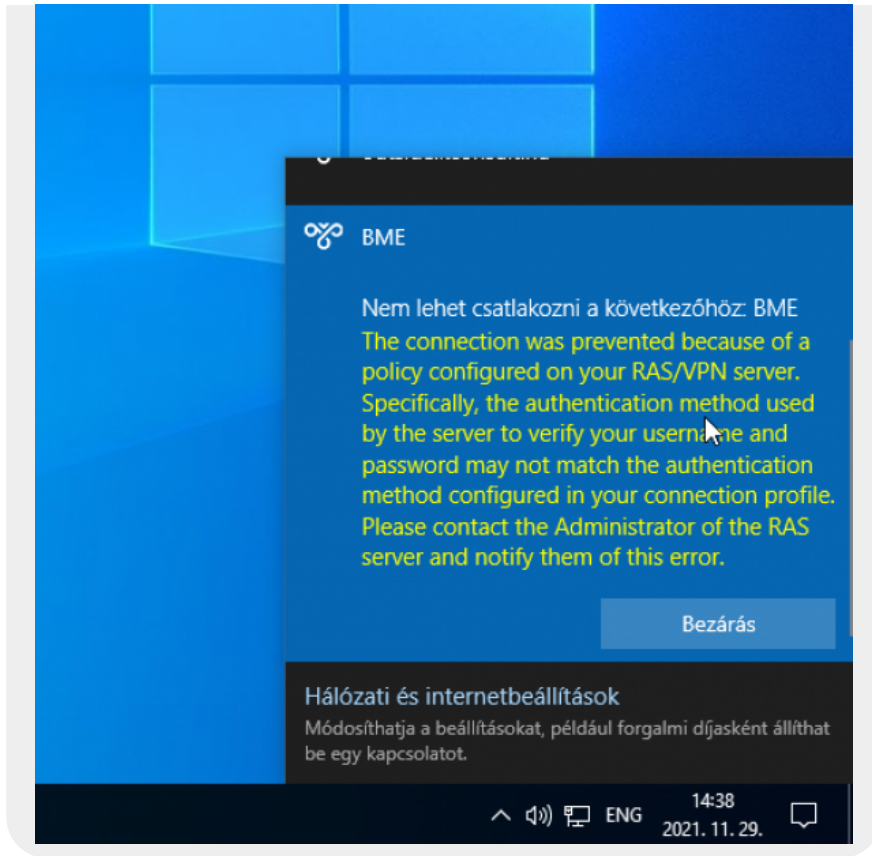 BME
Nem lehet csatlakozni a következőhöz: BME
The connection was prevented because of a
policy configured on your RAS/VPN server.
Specifically, the authentication method used
by the server to verify your username and
password may not match the authentication
method configured in your connection profile.
Please contact the Administrator of the RAS
server and notify them of this error.
Bezárás
Hálózati és internetbeállítások
Módosíthatja a beállításokat, például forgalmi díjasként állíthat
be egy kapcsolatot.
ENG
14:38
2021. 11. 29.